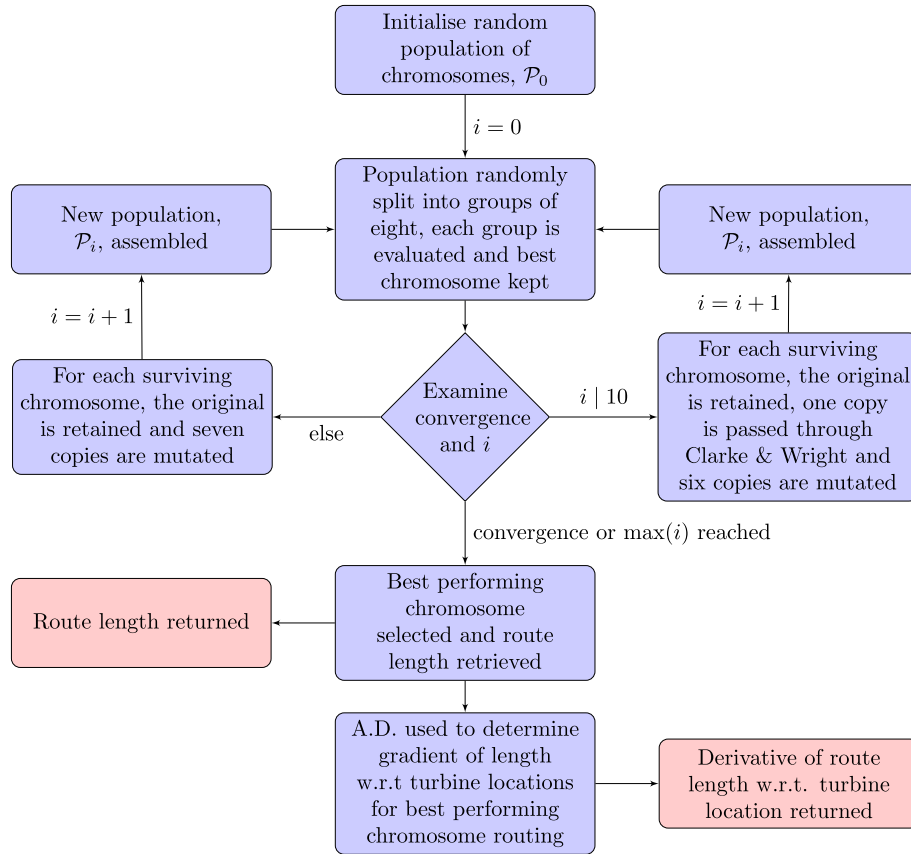 Initialise random
population of
chromosomes, 𝒫₀
i = 0
Population randomly
split into groups of
eight, each group is
evaluated and best
chromosome kept
New population,
𝒫ᵢ, assembled
New population,
𝒫ᵢ, assembled
i = i + 1
i = i + 1
For each surviving
chromosome, the original
is retained and seven
copies are mutated
else
Examine
convergence
and i
i | 10
For each surviving
chromosome, the original
is retained, one copy
is passed through
Clarke & Wright and
six copies are mutated
convergence or max(i) reached
Best performing
chromosome
selected and route
length retrieved
Route length returned
A.D. used to determine
gradient of length
w.r.t turbine locations
for best performing
chromosome routing
Derivative of route
length w.r.t. turbine
location returned